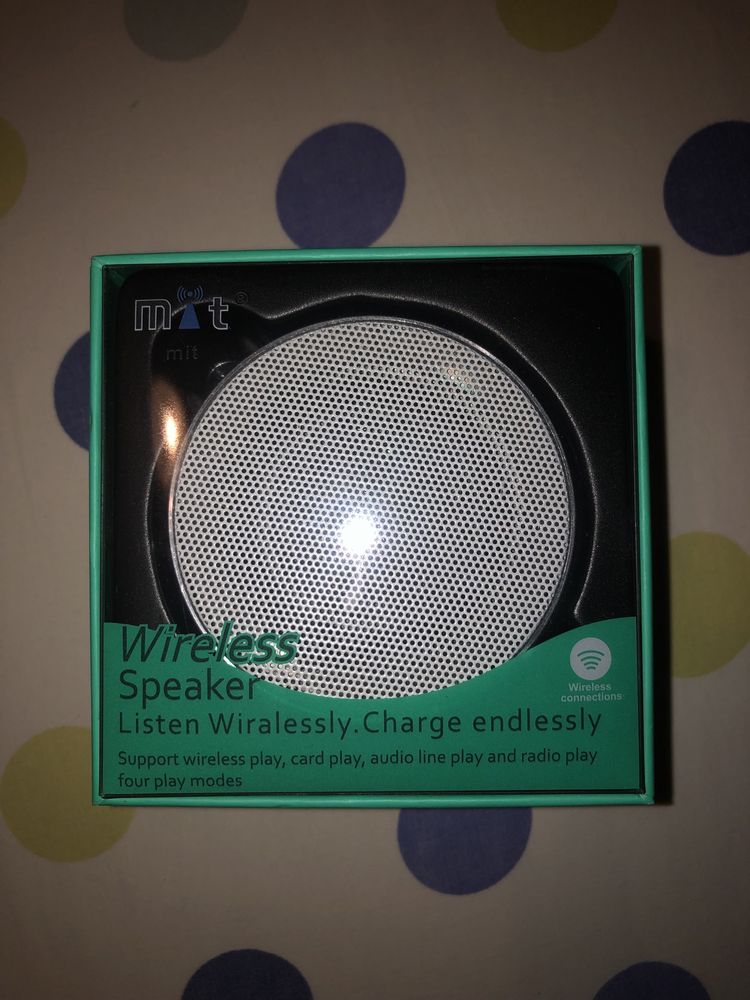 mit ®
mit
Wireless
Speaker
Listen Wiralessly.Charge endlessly
Support wireless play, card play, audio line play and radio play
four play modes
Wireless
connections